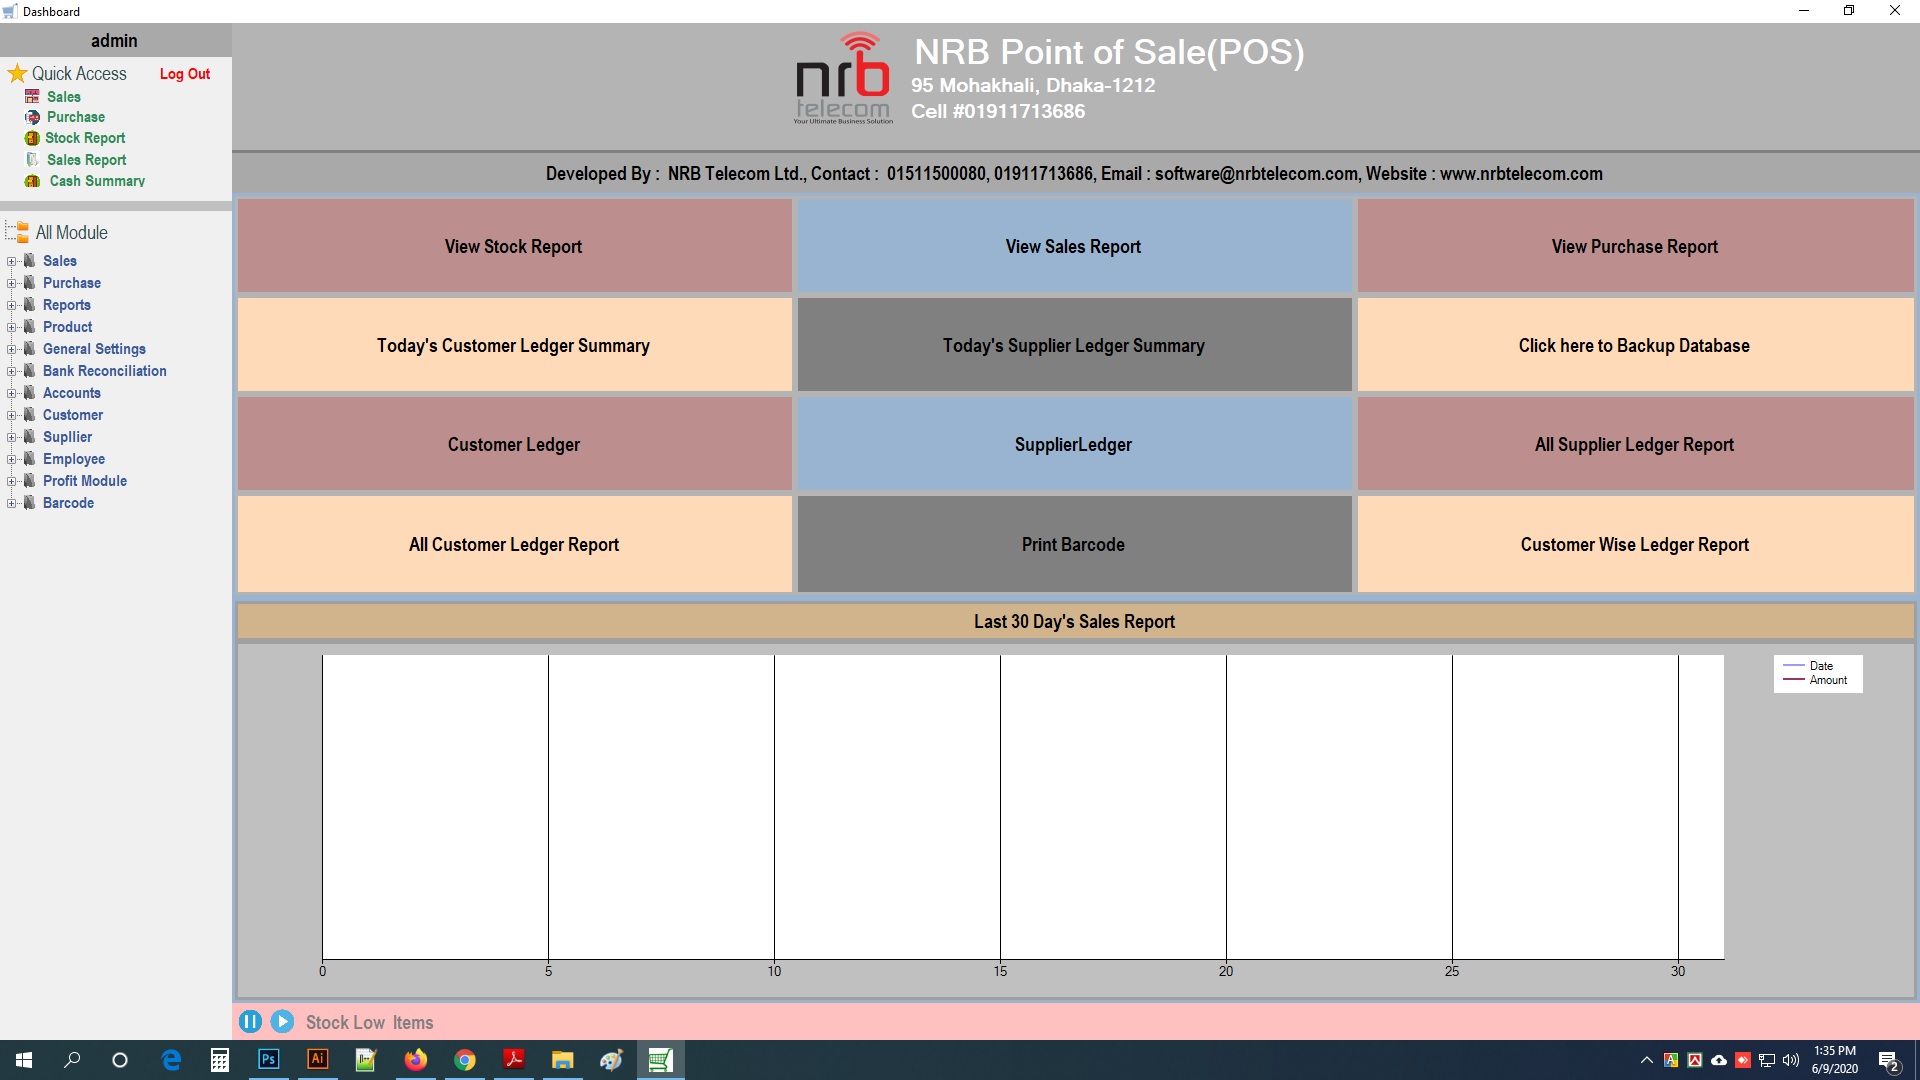 Dashboard
admin
Quick Access
Log Out
Sales
Purchase
Stock Report
Sales Report
Cash Summary
All Module
Sales
Purchase
Reports
Product
General Settings
Bank Reconciliation
Accounts
Customer
Supllier
Employee
Profit Module
Barcode
nrb
telecom
Your Ultimate Business Solution
NRB Point of Sale(POS)
95 Mohakhali, Dhaka-1212
Cell #01911713686
Developed By : NRB Telecom Ltd., Contact : 01511500080, 01911713686, Email : software@nrbtelecom.com, Website : www.nrbtelecom.com
View Stock Report
View Sales Report
View Purchase Report
Today's Customer Ledger Summary
Today's Supplier Ledger Summary
Click here to Backup Database
Customer Ledger
SupplierLedger
All Supplier Ledger Report
All Customer Ledger Report
Print Barcode
Customer Wise Ledger Report
Last 30 Day's Sales Report
Date
Amount
0 5 10 15 20 25 30
Stock Low Items
Ps
Ai
A
1:35 PM
6/9/2020
2